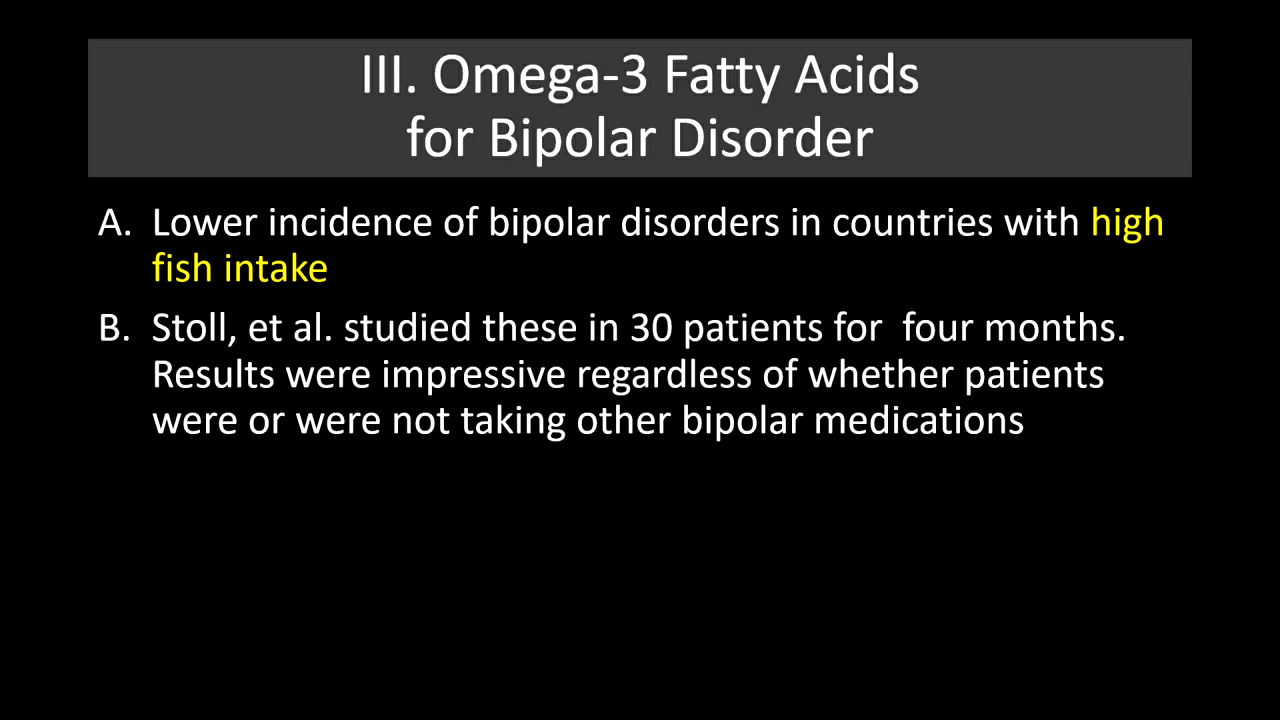 III. Omega-3 Fatty Acids
for Bipolar Disorder
A. Lower incidence of bipolar disorders in countries with high
fish intake
B. Stoll, et al. studied these in 30 patients for  four months.
Results were impressive regardless of whether patients
were or were not taking other bipolar medications